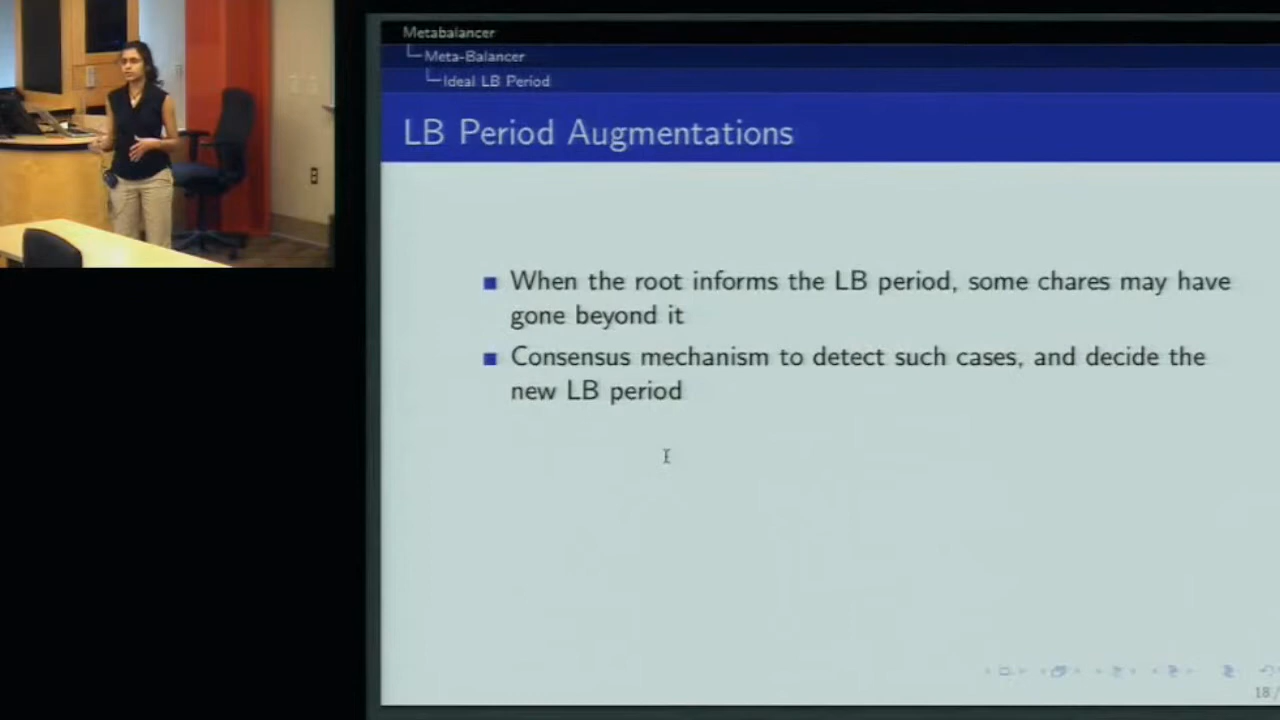 Metabalancer
Meta-Balancer
Ideal LB Period
LB Period Augmentations
When the root informs the LB period, some chares may have
gone beyond it
Consensus mechanism to detect such cases, and decide the
new LB period
18 /